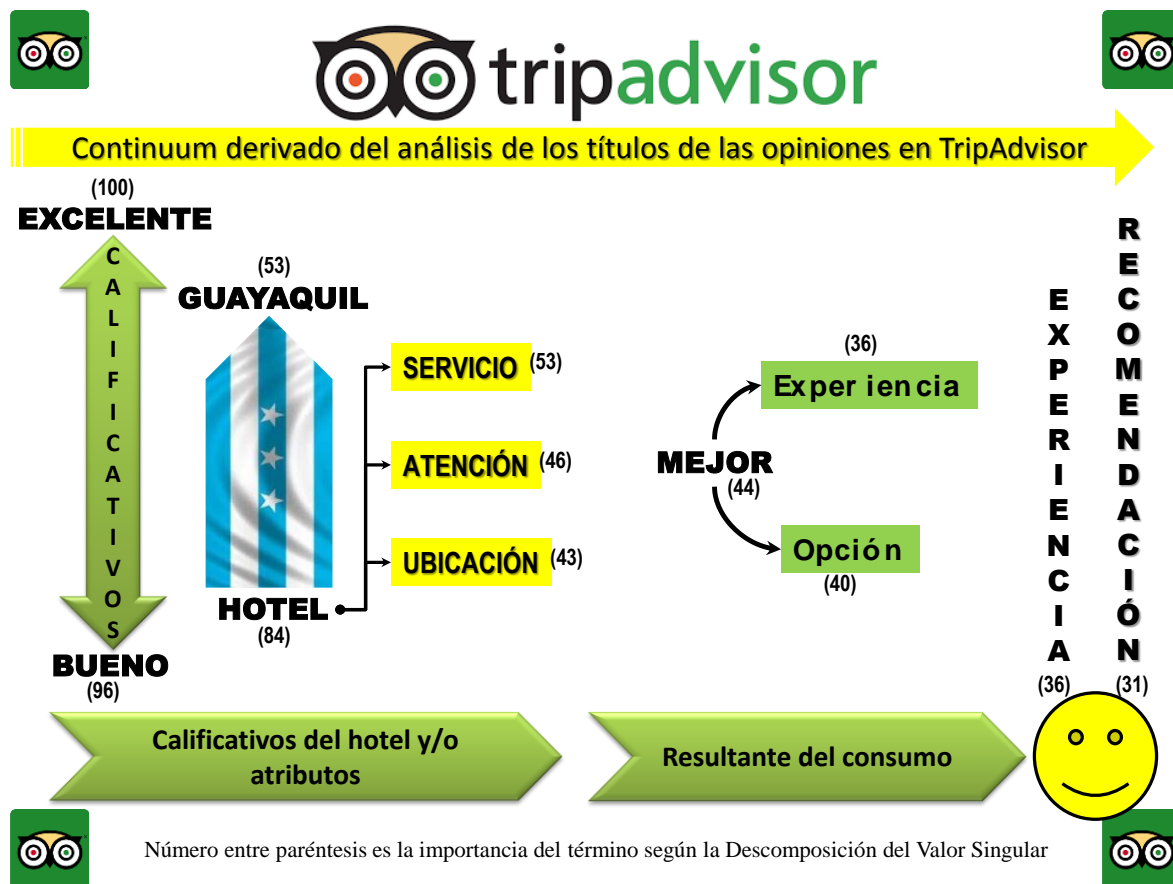 tripadvisor
Continuum derivado del análisis de los títulos de las opiniones en TripAdvisor
(100)
EXCELENTE
CALIFICATIVOS
BUENO
(96)
(53)
GUAYAQUIL
HOTEL
(84)
SERVICIO (53)
ATENCIÓN (46)
UBICACIÓN (43)
MEJOR
(44)
(36)
Experiencia
Opción
(40)
EXPERIENCIA
(36)
RECOMENDACIÓN
(31)
Calificativos del hotel y/o
atributos
Resultante del consumo
Número entre paréntesis es la importancia del término según la Descomposición del Valor Singular